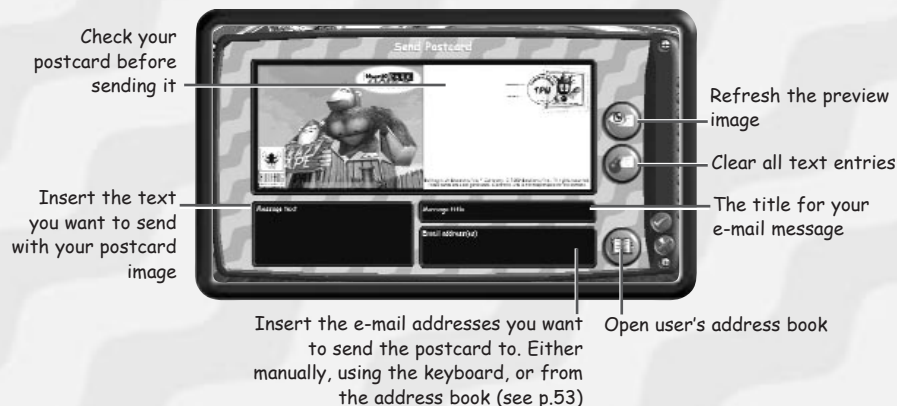 Check your
postcard before
sending it
Send Postcard
TPW
Refresh the preview
image
Clear all text entries
Insert the text
you want to send
with your postcard
image
Message text
Message title
Email address(es)
The title for your
e-mail message
Insert the e-mail addresses you want
to send the postcard to. Either
manually, using the keyboard, or from
the address book (see p.53)
Open user's address book